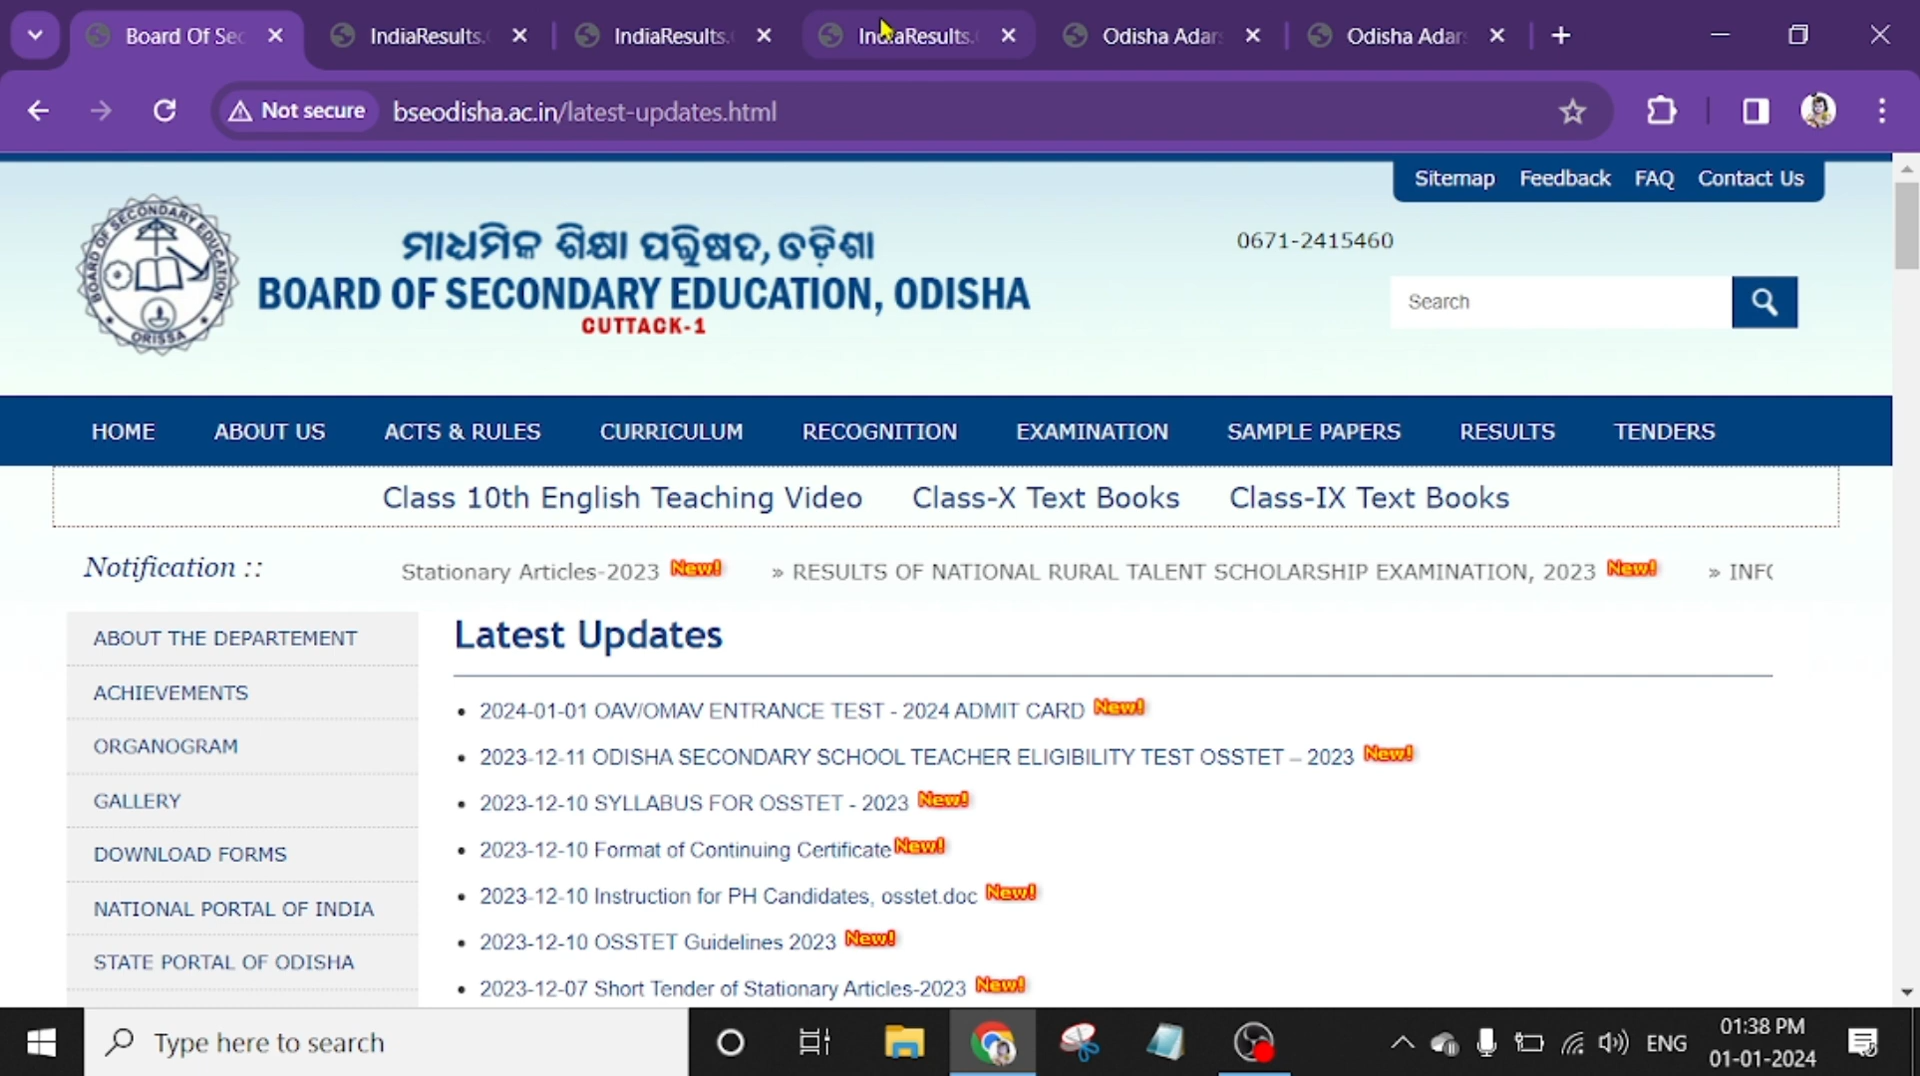 Board Of Sec
IndiaResults.
IndiaResults.
IndiaResults.
Odisha Adar
Odisha Adar
Not secure
bseodisha.ac.in/latest-updates.html
Sitemap Feedback FAQ Contact Us
BOARD OF SECONDARY EDUCATION
ORISSA
ମାଧ୍ୟମିକ ଶିକ୍ଷା ପରିଷଦ, ଓଡ଼ିଶା
BOARD OF SECONDARY EDUCATION, ODISHA
CUTTACK-1
0671-2415460
Search
HOME ABOUT US ACTS & RULES CURRICULUM RECOGNITION EXAMINATION SAMPLE PAPERS RESULTS TENDERS
Class 10th English Teaching Video Class-X Text Books Class-IX Text Books
Notification :: Stationary Articles-2023 New! » RESULTS OF NATIONAL RURAL TALENT SCHOLARSHIP EXAMINATION, 2023 New! » INFO
ABOUT THE DEPARTEMENT
ACHIEVEMENTS
ORGANOGRAM
GALLERY
DOWNLOAD FORMS
NATIONAL PORTAL OF INDIA
STATE PORTAL OF ODISHA
Latest Updates
• 2024-01-01 OAV/OMAV ENTRANCE TEST - 2024 ADMIT CARD New!
• 2023-12-11 ODISHA SECONDARY SCHOOL TEACHER ELIGIBILITY TEST OSSTET – 2023 New!
• 2023-12-10 SYLLABUS FOR OSSTET - 2023 New!
• 2023-12-10 Format of Continuing Certificate New!
• 2023-12-10 Instruction for PH Candidates, osstet.doc New!
• 2023-12-10 OSSTET Guidelines 2023 New!
• 2023-12-07 Short Tender of Stationary Articles-2023 New!
Type here to search
ENG
01:38 PM
01-01-2024